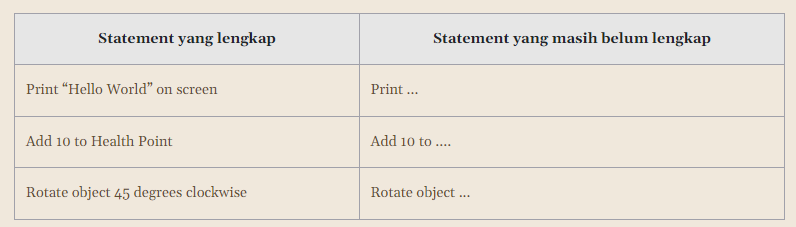 Statement yang lengkap
Statement yang masih belum lengkap
Print “Hello World” on screen
Print ...
Add 10 to Health Point
Add 10 to ....
Rotate object 45 degrees clockwise
Rotate object ...